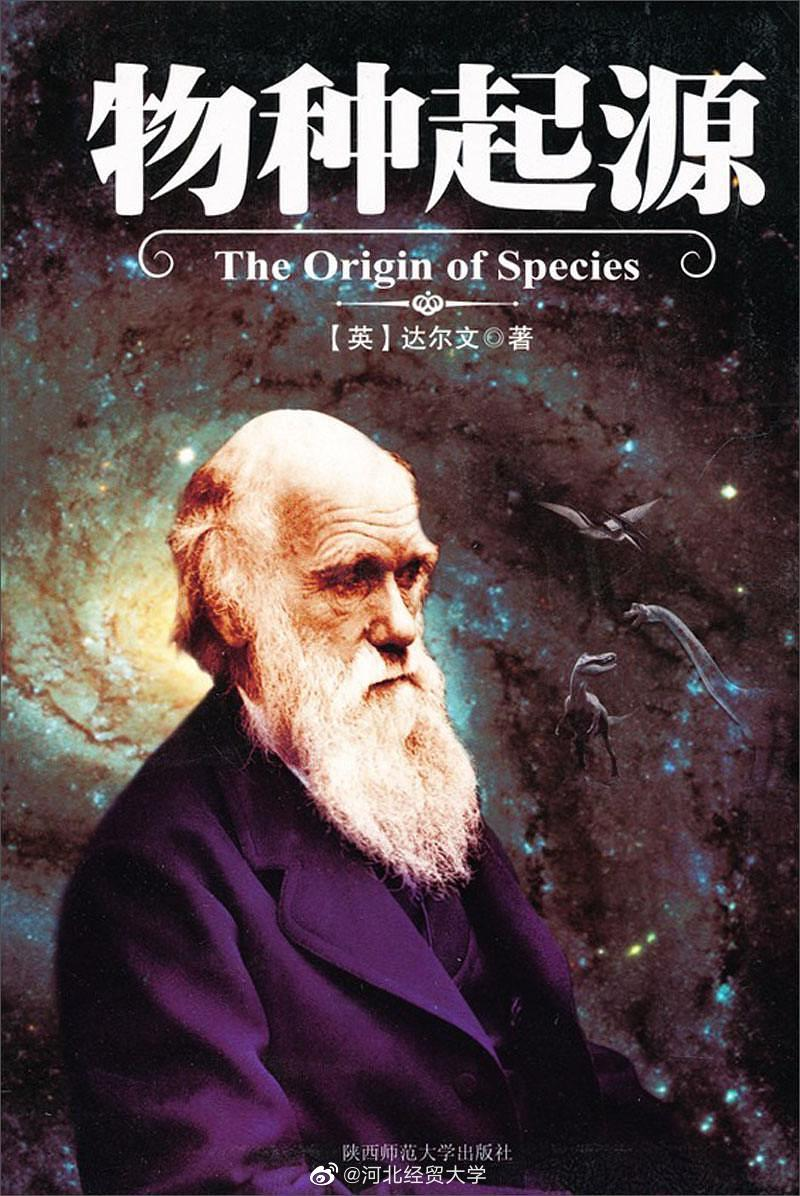 物种起源
The Origin of Species
【英】达尔文◎著
陕西师范大学出版社
@河北经贸大学